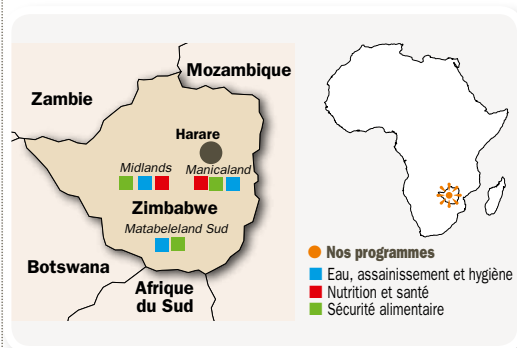 Mozambique
Zambie
Harare
Midlands
Manicaland
Zimbabwe
Matabeleland Sud
Botswana
Afrique
du Sud
Nos programmes
Eau, assainissement et hygiène
Nutrition et santé
Sécurité alimentaire